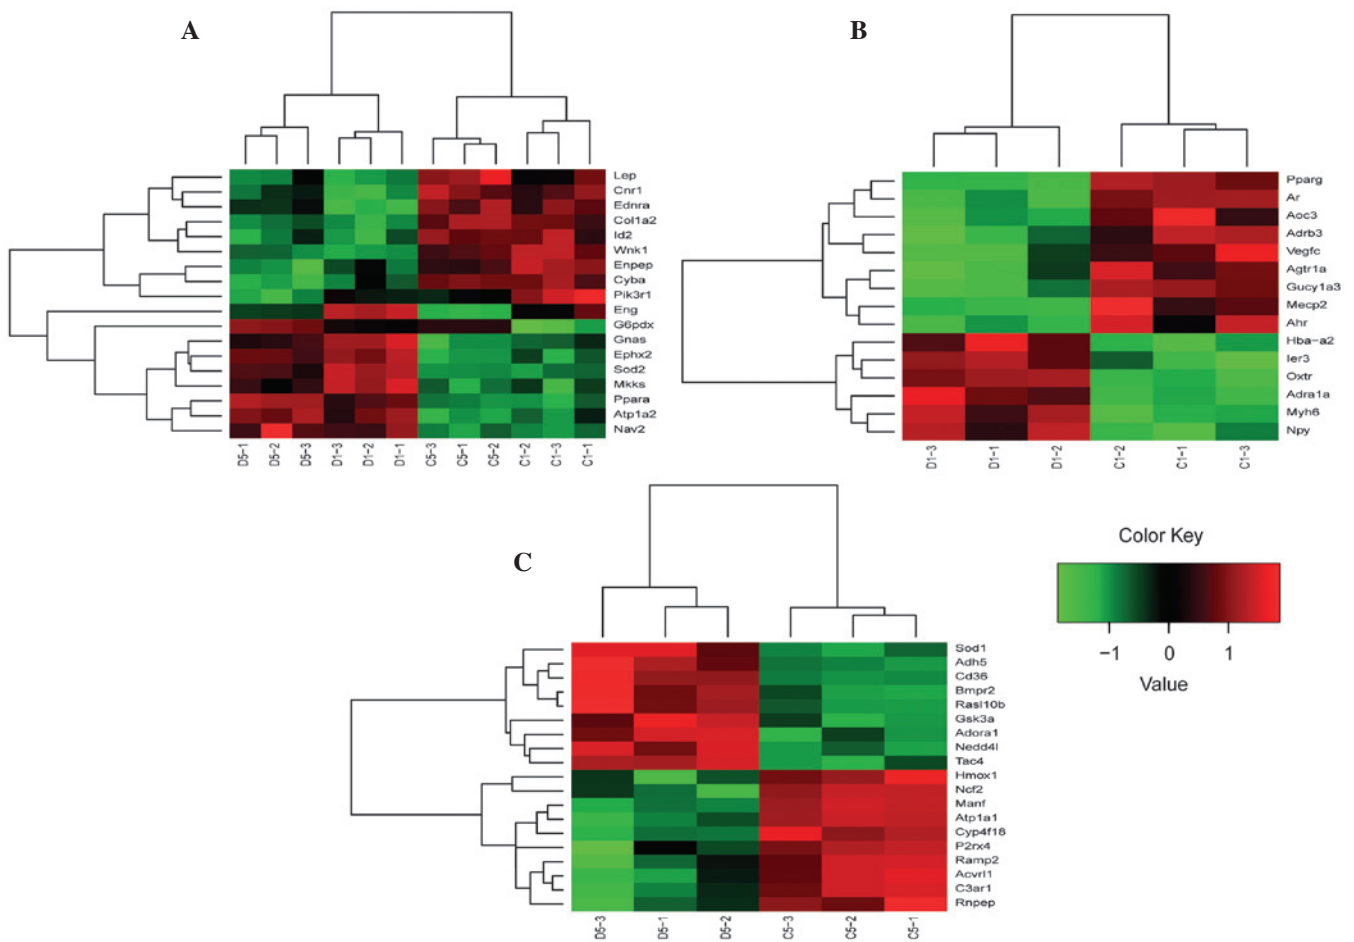 A
Lep
Cnr1
Ednra
Col1a2
Id2
Wnk1
Enpep
Cyba
Pik3r1
Eng
G6pdx
Gnas
Ephx2
Sod2
Mkks
Ppara
Atp1a2
Nav2
D5-1
D5-2
D5-3
D1-3
D1-2
D1-1
C5-3
C5-1
C5-2
C1-2
C1-3
C1-1
B
Pparg
Ar
Aoc3
Adrb3
Vegfc
Agtr1a
Gucy1a3
Mecp2
Ahr
Hba-a2
Ier3
Oxtr
Adra1a
Myh6
Npy
D1-3
D1-1
D1-2
C1-2
C1-1
C1-3
C
Sod1
Adh5
Cd36
Bmpr2
Rasl10b
Gsk3a
Adora1
Nedd4l
Tac4
Hmox1
Ncf2
Manf
Atp1a1
Cyp4f18
P2rx4
Ramp2
Acvrl1
C3ar1
Rnpep
D5-3
D5-1
D5-2
C5-3
C5-2
C5-1
Color Key
−1 0 1
Value